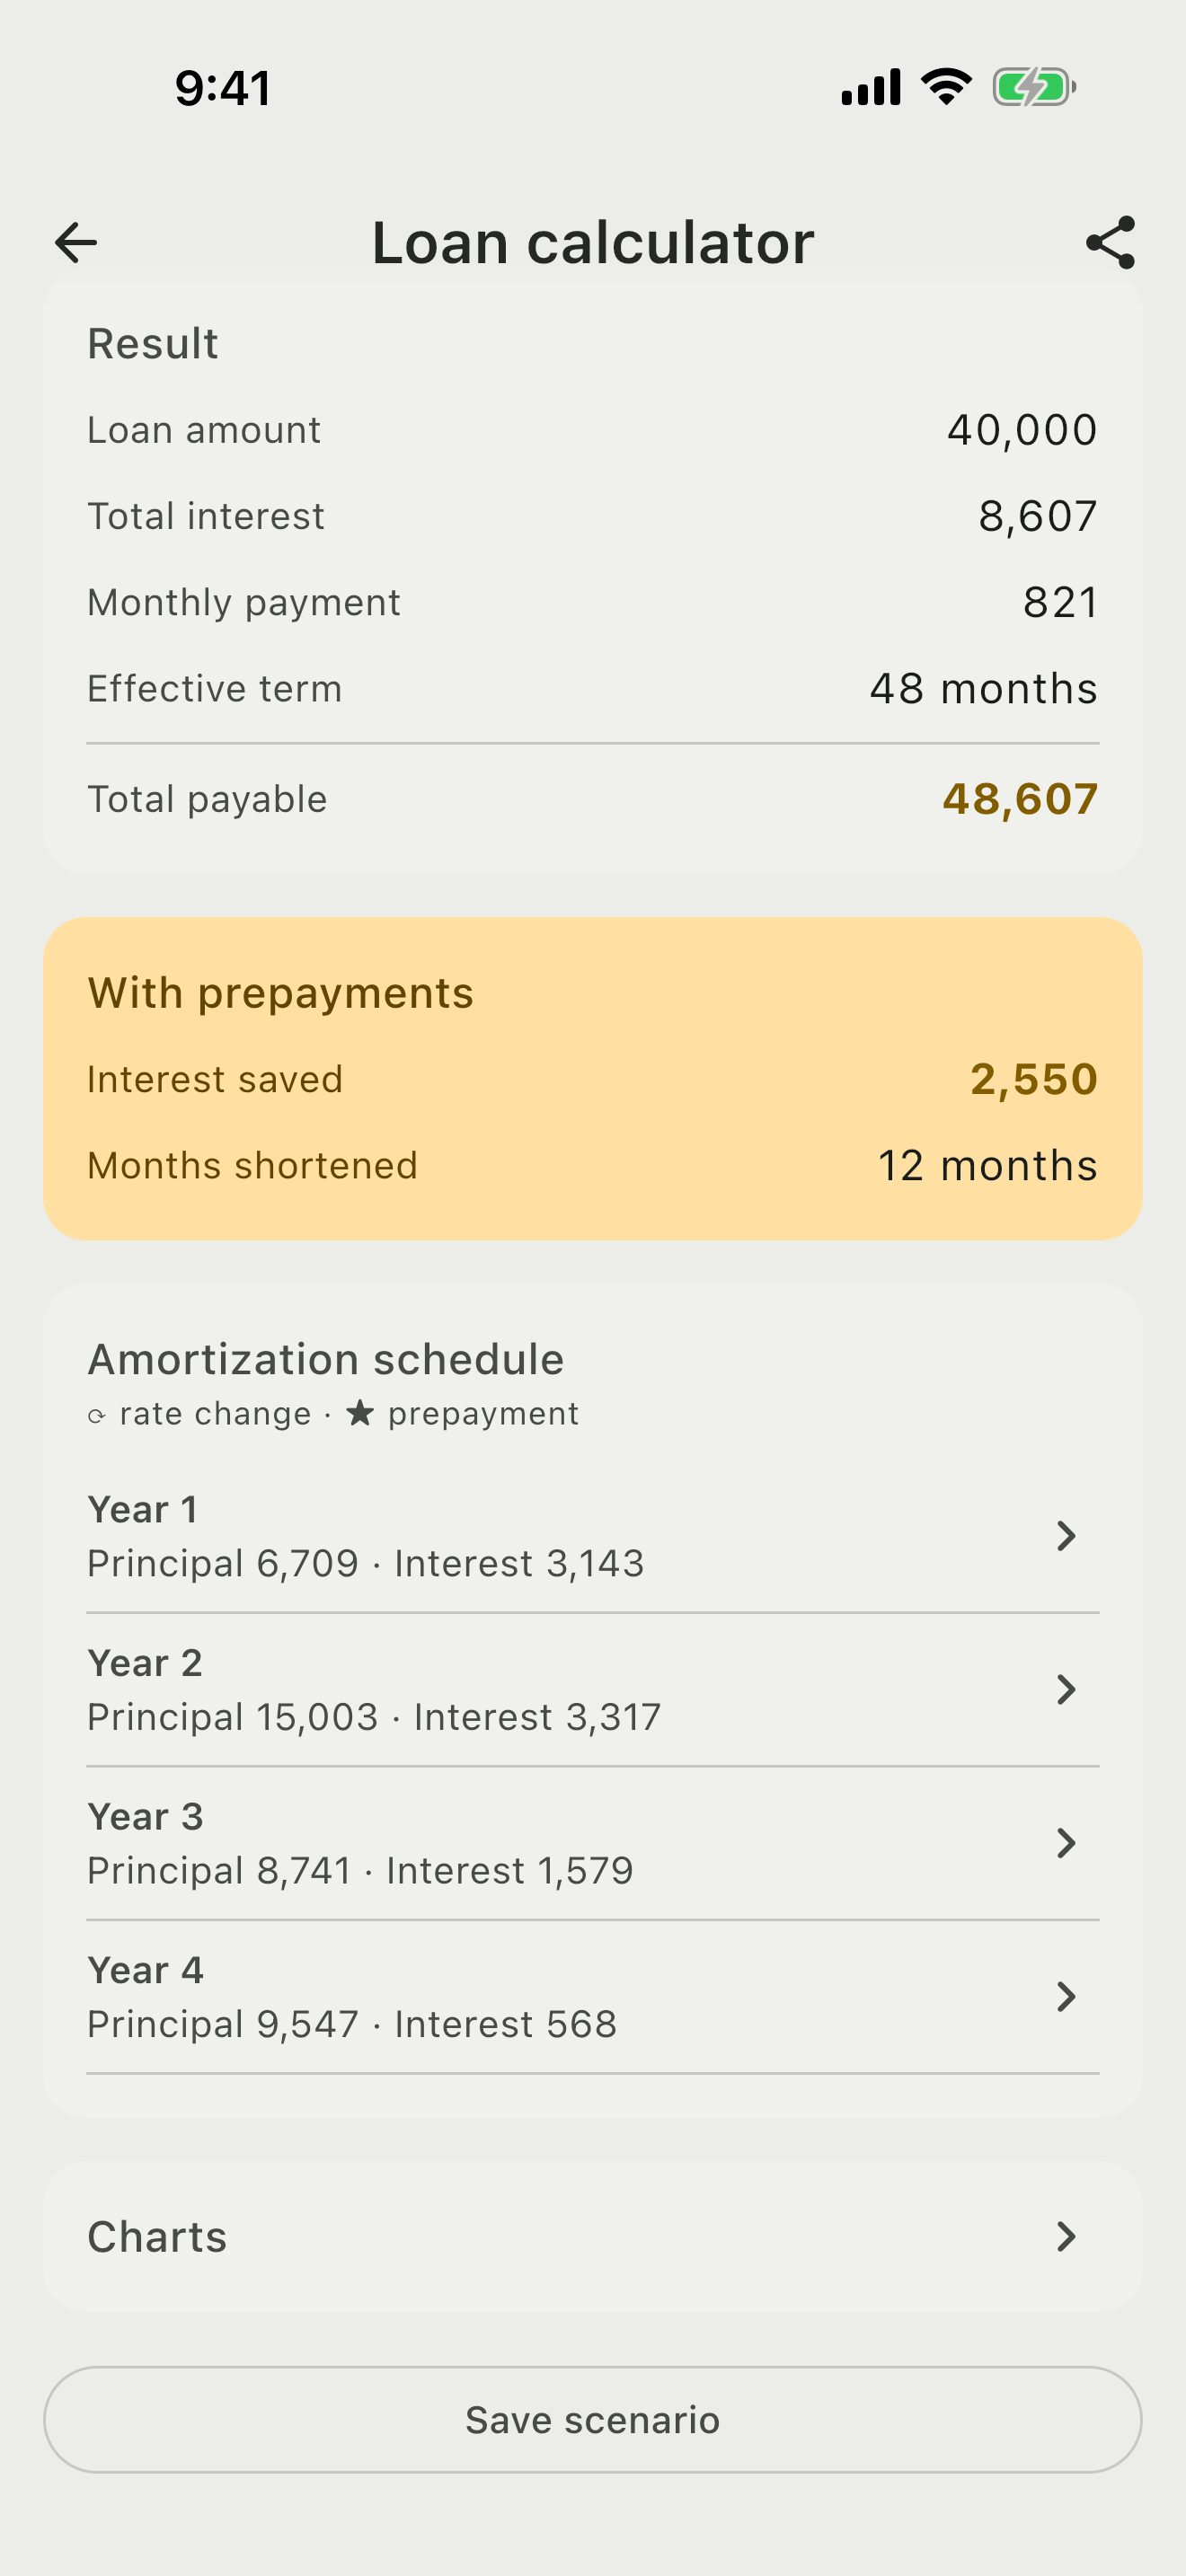 9:41
Loan calculator
Result
Loan amount 40,000
Total interest 8,607
Monthly payment 821
Effective term 48 months
Total payable 48,607
With prepayments
Interest saved 2,550
Months shortened 12 months
Amortization schedule
⟳ rate change · ★ prepayment
Year 1
Principal 6,709 · Interest 3,143
Year 2
Principal 15,003 · Interest 3,317
Year 3
Principal 8,741 · Interest 1,579
Year 4
Principal 9,547 · Interest 568
Charts
Save scenario